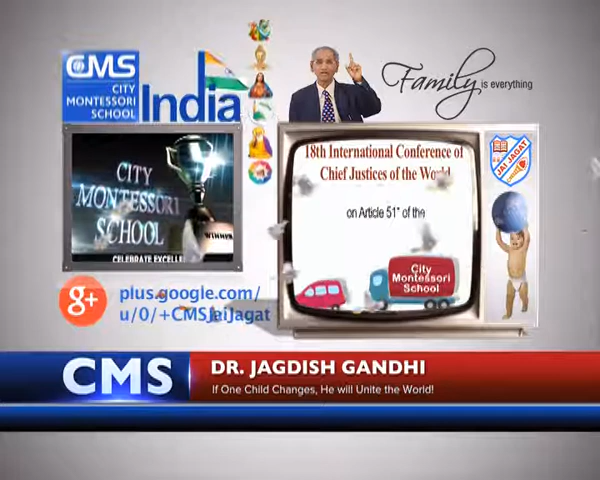 CMS
CITY
MONTESSORI
SCHOOL
India
Family is everything
CITY
MONTESSORI
SCHOOL
WINNER
CELEBRATE EXCELLE
18th International Conference of
Chief Justices of the World
on Article 51* of the
City
Montessori
School
JAI JAGAT
g+
plus.google.com/
u/0/+CMSJaiJagat
CMS
DR. JAGDISH GANDHI
If One Child Changes, He will Unite the World!